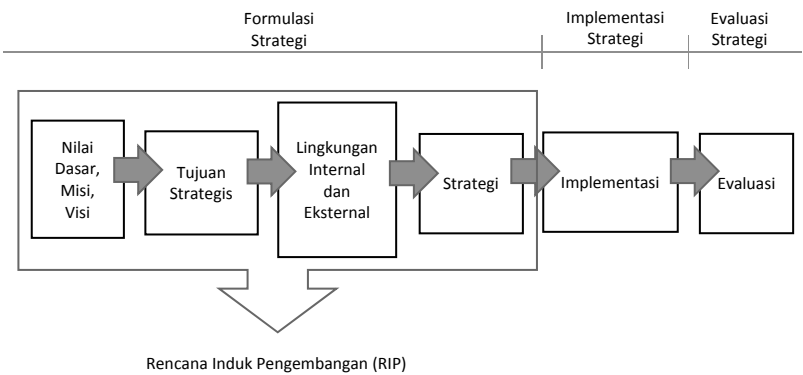 Formulasi
Strategi
Implementasi
Strategi
Evaluasi
Strategi
Nilai
Dasar,
Misi,
Visi
Tujuan
Strategis
Lingkungan
Internal
dan
Eksternal
Strategi
Implementasi
Evaluasi
Rencana Induk Pengembangan (RIP)